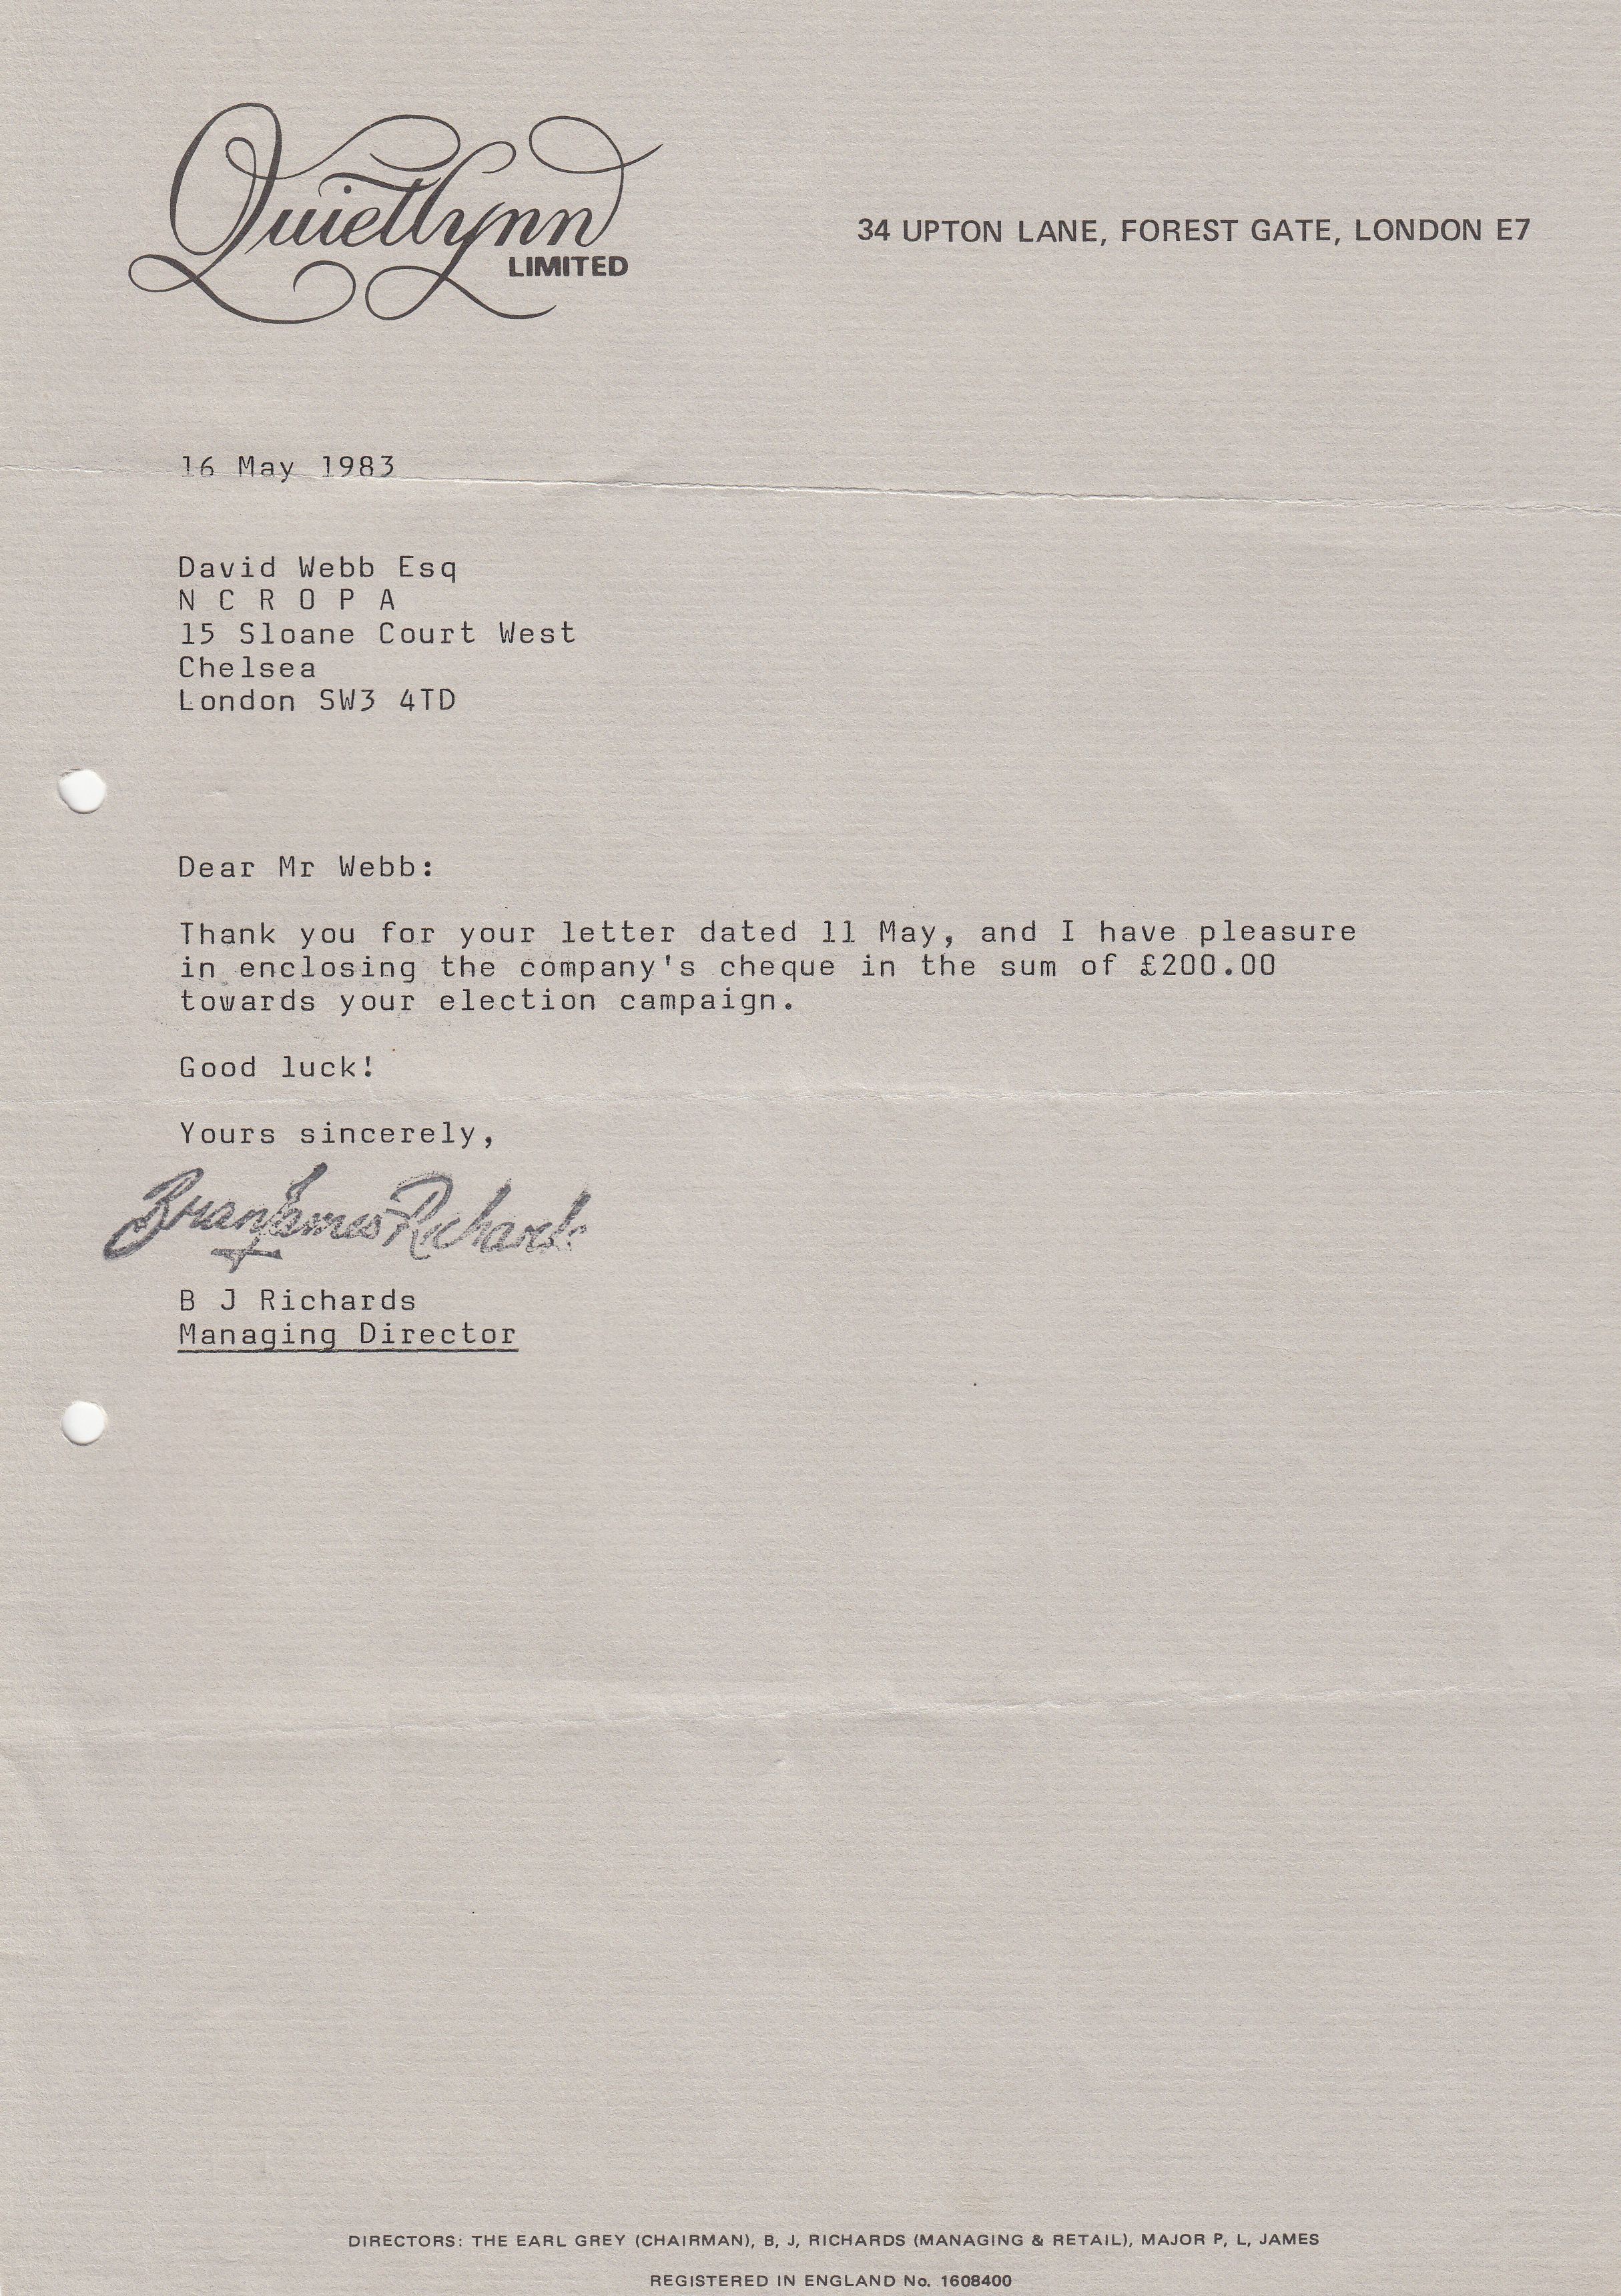 Quietlynn
LIMITED
34 UPTON LANE, FOREST GATE, LONDON E7
16 May 1983
David Webb Esq
N C R O P A
15 Sloane Court West
Chelsea
London SW3 4TD
Dear Mr Webb:
Thank you for your letter dated 11 May, and I have pleasure
in enclosing the company's cheque in the sum of £200.00
towards your election campaign.
Good luck!
Yours sincerely,
Brian James Richards
B J Richards
Managing Director
DIRECTORS: THE EARL GREY (CHAIRMAN), B, J, RICHARDS (MANAGING & RETAIL), MAJOR P, L, JAMES
REGISTERED IN ENGLAND No. 1608400